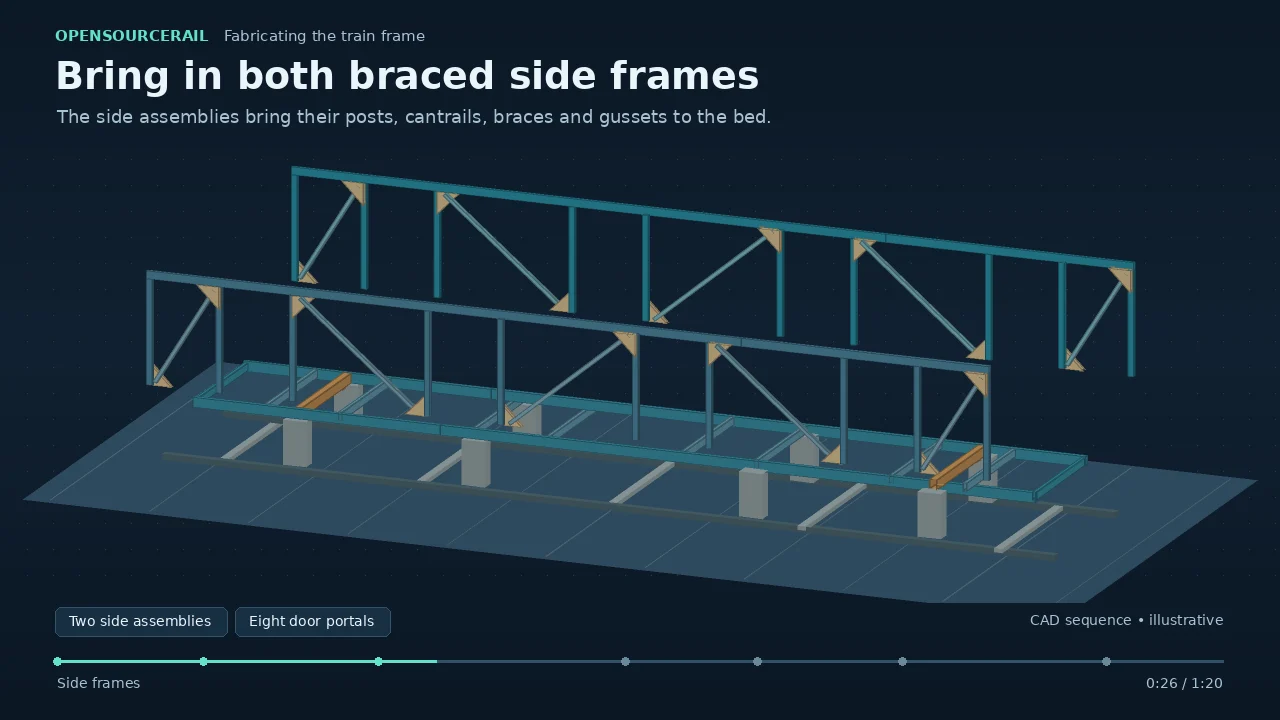 OPENSOURCERAIL Fabricating the train frame
Bring in both braced side frames
The side assemblies bring their posts, cantrails, braces and gussets to the bed.
Two side assemblies Eight door portals CAD sequence • illustrative
Side frames 0:26 / 1:20